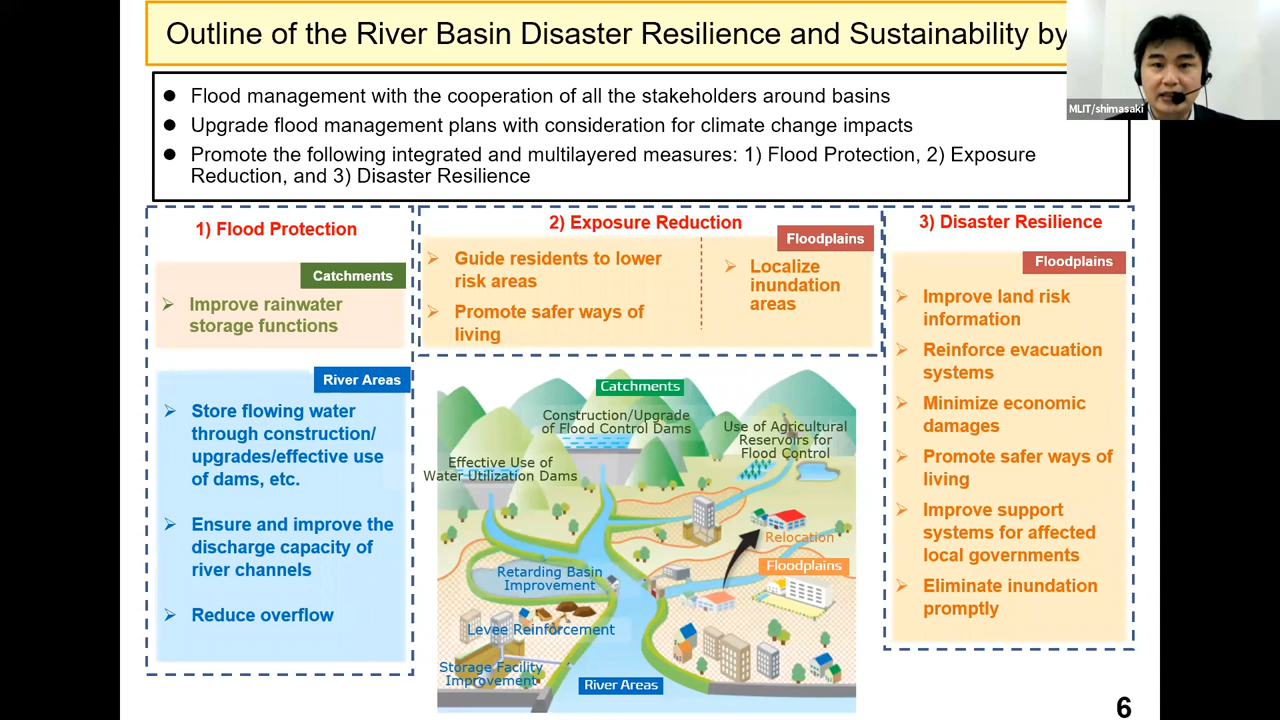 Outline of the River Basin Disaster Resilience and Sustainability by
MLIT/shimasaki
● Flood management with the cooperation of all the stakeholders around basins
● Upgrade flood management plans with consideration for climate change impacts
● Promote the following integrated and multilayered measures: 1) Flood Protection, 2) Exposure
Reduction, and 3) Disaster Resilience
1) Flood Protection
Catchments
➢ Improve rainwater
storage functions
River Areas
➢ Store flowing water
through construction/
upgrades/effective use
of dams, etc.
➢ Ensure and improve the
discharge capacity of
river channels
➢ Reduce overflow
2) Exposure Reduction
Floodplains
➢ Guide residents to lower
risk areas
➢ Promote safer ways of
living
➢ Localize
inundation
areas
Catchments
Construction/Upgrade
of Flood Control Dams
Use of Agricultural
Reservoirs for
Flood Control
Effective Use of
Water Utilization Dams
Relocation
Floodplains
Retarding Basin
Improvement
Levee Reinforcement
Storage Facility
Improvement
River Areas
3) Disaster Resilience
Floodplains
➢ Improve land risk
information
➢ Reinforce evacuation
systems
➢ Minimize economic
damages
➢ Promote safer ways of
living
➢ Improve support
systems for affected
local governments
➢ Eliminate inundation
promptly
6